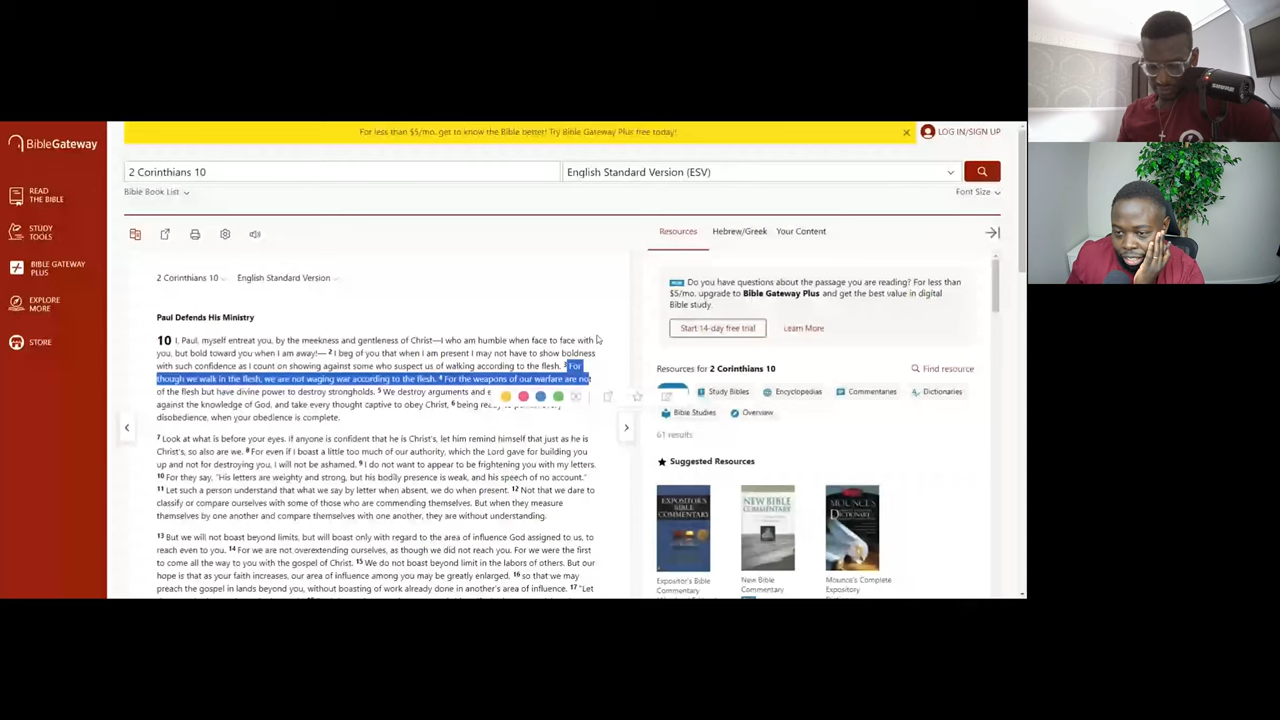 For less than $5/mo, get to know the Bible better! Try Bible Gateway Plus free today!
LOG IN/SIGN UP
BibleGateway
2 Corinthians 10
English Standard Version (ESV)
Bible Book List
Font Size
READ
THE BIBLE
STUDY
TOOLS
BIBLE GATEWAY
PLUS
EXPLORE
MORE
STORE
Resources
Hebrew/Greek
Your Content
2 Corinthians 10
English Standard Version
Paul Defends His Ministry
10 I, Paul, myself entreat you, by the meekness and gentleness of Christ—I who am humble when face to face with
you, but bold toward you when I am away!— 2 I beg of you that when I am present I may not have to show boldness
with such confidence as I count on showing against some who suspect us of walking according to the flesh. 3 For
though we walk in the flesh, we are not waging war according to the flesh. 4 For the weapons of our warfare are not
of the flesh but have divine power to destroy strongholds. 5 We destroy arguments and
against the knowledge of God, and take every thought captive to obey Christ, 6 being
disobedience, when your obedience is complete.
7 Look at what is before your eyes. If anyone is confident that he is Christ's, let him remind himself that just as he is
Christ's, so also are we. 8 For even if I boast a little too much of our authority, which the Lord gave for building you
up and not for destroying you, I will not be ashamed. 9 I do not want to appear to be frightening you with my letters.
10 For they say, "His letters are weighty and strong, but his bodily presence is weak, and his speech of no account."
11 Let such a person understand that what we say by letter when absent, we do when present. 12 Not that we dare to
classify or compare ourselves with some of those who are commending themselves. But when they measure
themselves by one another and compare themselves with one another, they are without understanding.
13 But we will not boast beyond limits, but will boast only with regard to the area of influence God assigned to us, to
reach even to you. 14 For we are not overextending ourselves, as though we did not reach you. For we were the first
to come all the way to you with the gospel of Christ. 15 We do not boast beyond limit in the labors of others. But our
hope is that as your faith increases, our area of influence among you may be greatly enlarged, 16 so that we may
preach the gospel in lands beyond you, without boasting of work already done in another's area of influence. 17 "Let
Do you have questions about the passage you are reading? For less than
$5/mo. upgrade to Bible Gateway Plus and get the best value in digital
Bible study.
Start 14-day free trial
Learn More
Resources for 2 Corinthians 10
Find resource
Study Bibles
Encyclopedias
Commentaries
Dictionaries
Bible Studies
Overview
61 results
Suggested Resources
EXPOSITOR'S
BIBLE
COMMENTARY
NEW BIBLE
COMMENTARY
MOUNCE'S
DICTIONARY
Expositor's Bible
Commentary
New Bible
Commentary
Mounce's Complete
Expository
SHURE